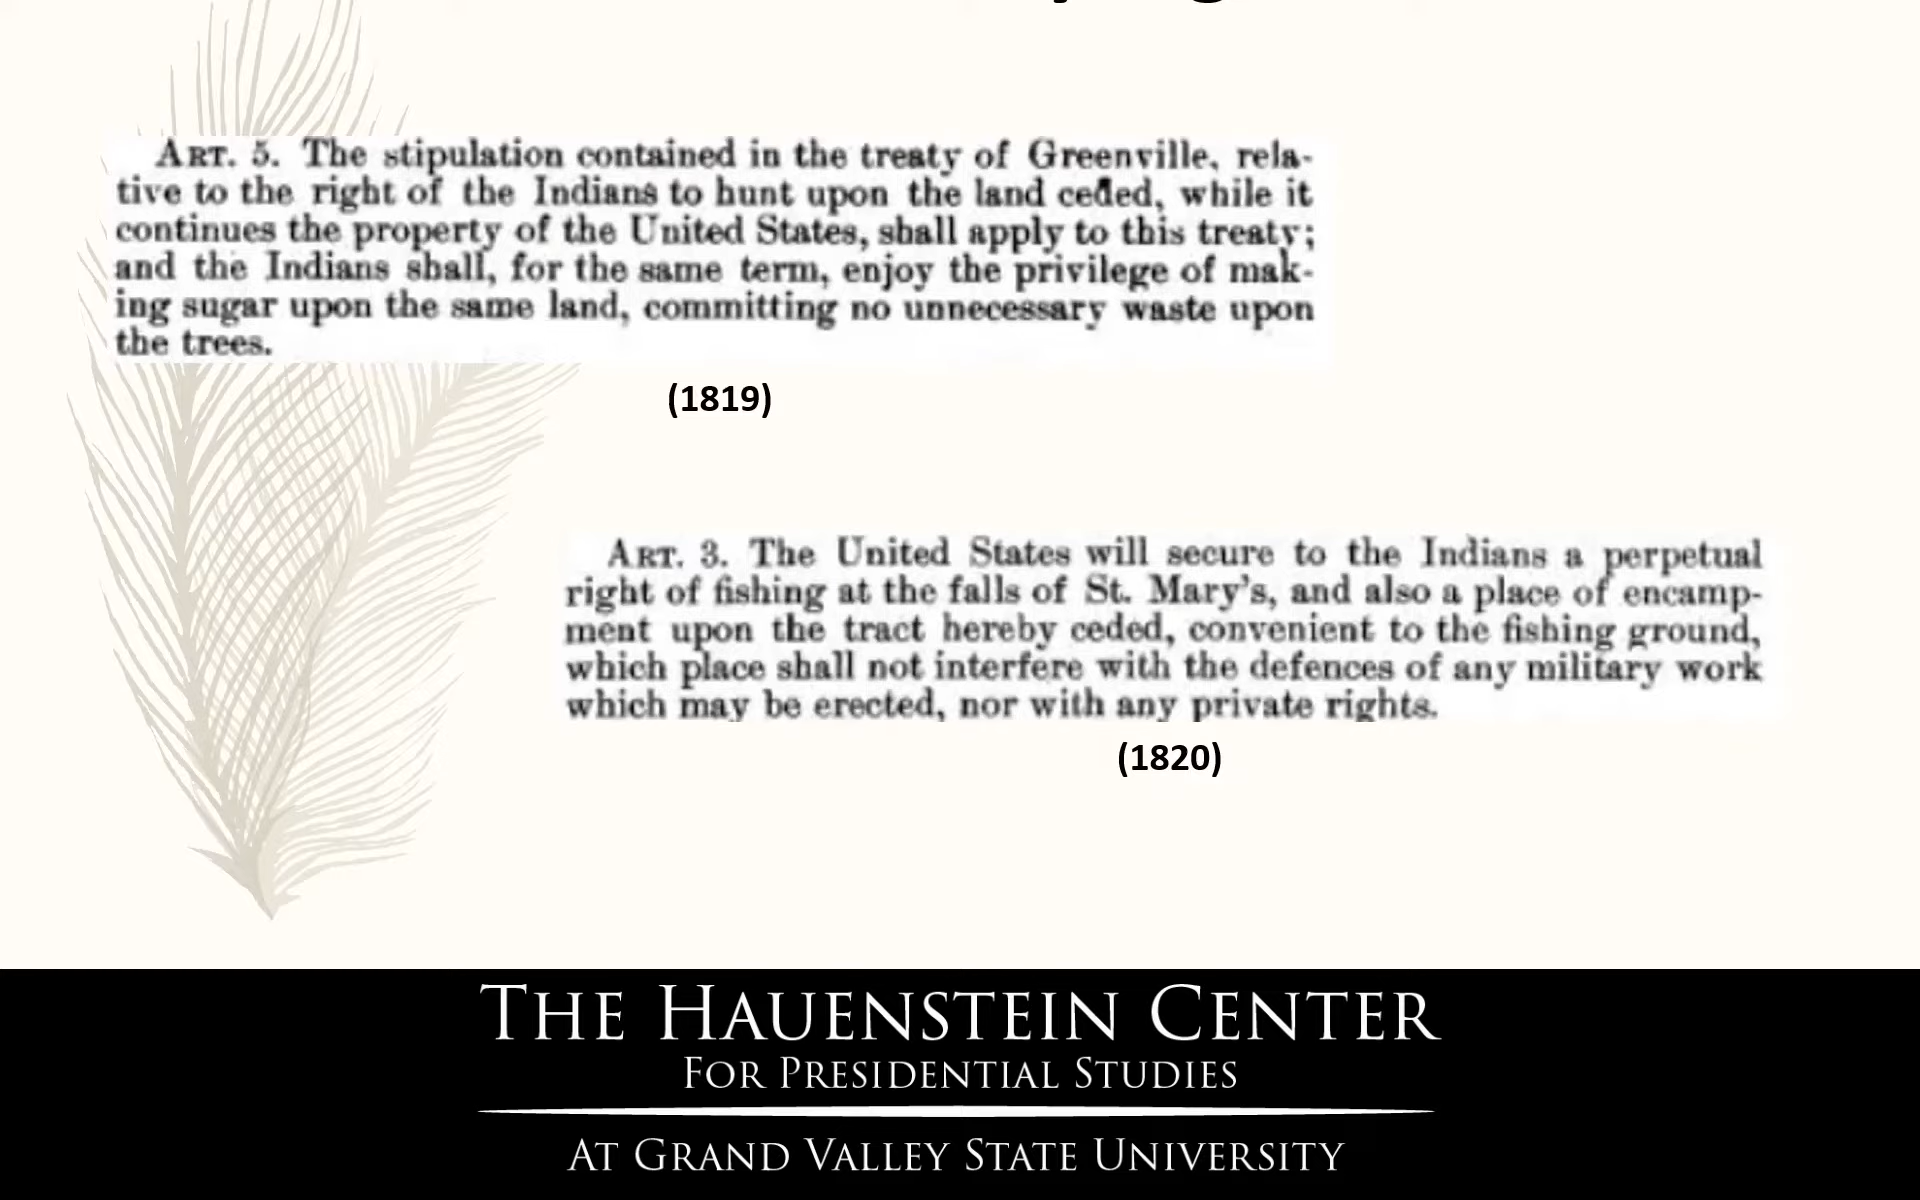 ART. 5. The stipulation contained in the treaty of Greenville, rela-
tive to the right of the Indians to hunt upon the land ceded, while it
continues the property of the United States, shall apply to this treaty;
and the Indians shall, for the same term, enjoy the privilege of mak-
ing sugar upon the same land, committing no unnecessary waste upon
the trees.
(1819)
ART. 3. The United States will secure to the Indians a perpetual
right of fishing at the falls of St. Mary's, and also a place of encamp-
ment upon the tract hereby ceded, convenient to the fishing ground,
which place shall not interfere with the defences of any military work
which may be erected, nor with any private rights.
(1820)
THE HAUENSTEIN CENTER
FOR PRESIDENTIAL STUDIES
AT GRAND VALLEY STATE UNIVERSITY